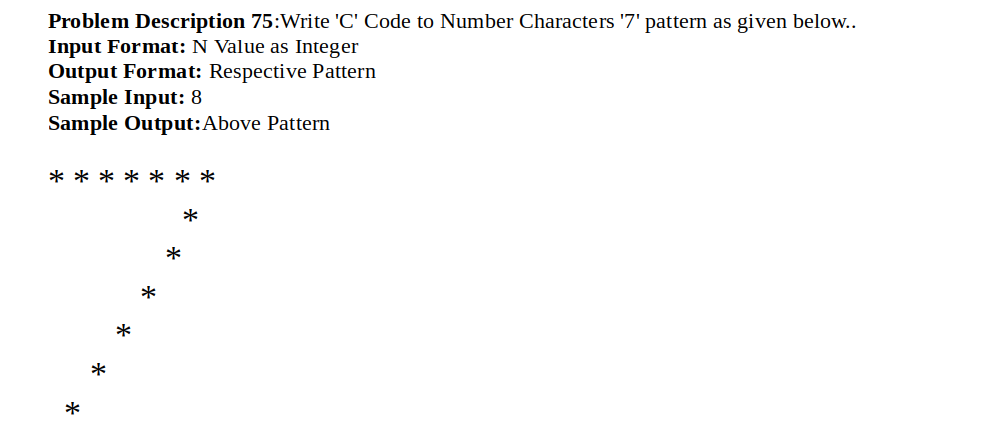 Problem Description 75:Write 'C' Code to Number Characters '7' pattern as given below..
Input Format: N Value as Integer
Output Format: Respective Pattern
Sample Input: 8
Sample Output:Above Pattern
* * * * * * *
*
*
*
*
*
*